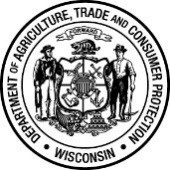 DEPARTMENT OF AGRICULTURE, TRADE AND CONSUMER PROTECTION
• WISCONSIN •
FORWARD